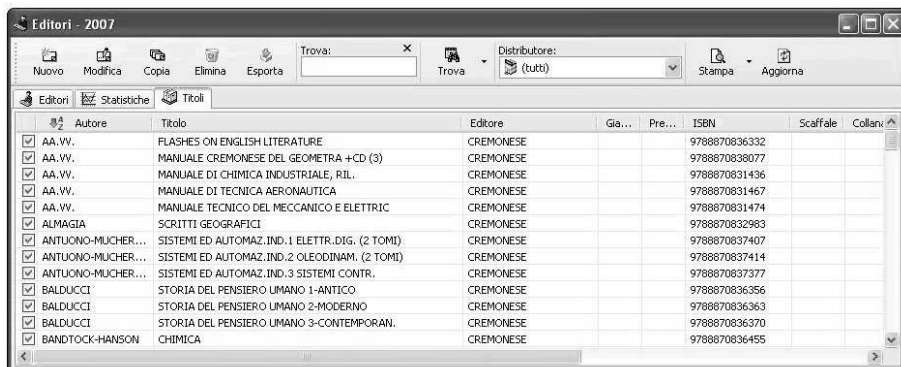 Editori - 2007
Nuovo Modifica Copia Elimina Esporta Trova: Trova Distributore: (tutti) Stampa Aggiorna
Editori Statistiche Titoli
Autore Titolo Editore Gia... Pre... ISBN Scaffale Collana
AA.VV. FLASHES ON ENGLISH LITERATURE CREMONESE 9788870836332
AA.VV. MANUALE CREMONESE DEL GEOMETRA +CD (3) CREMONESE 9788870838077
AA.VV. MANUALE DI CHIMICA INDUSTRIALE, RIL. CREMONESE 9788870831436
AA.VV. MANUALE DI TECNICA AERONAUTICA CREMONESE 9788870831467
AA.VV. MANUALE TECNICO DEL MECCANICO E ELETTRIC CREMONESE 9788870831474
ALMAGIA SCRITTI GEOGRAFICI CREMONESE 9788870832983
ANTUONO-MUCHER... SISTEMI ED AUTOMAZ.IND.1 ELETTR.DIG. (2 TOMI) CREMONESE 9788870837407
ANTUONO-MUCHER... SISTEMI ED AUTOMAZ.IND.2 OLEODINAM. (2 TOMI) CREMONESE 9788870837414
ANTUONO-MUCHER... SISTEMI ED AUTOMAZ.IND.3 SISTEMI CONTR. CREMONESE 9788870837377
BALDUCCI STORIA DEL PENSIERO UMANO 1-ANTICO CREMONESE 9788870836356
BALDUCCI STORIA DEL PENSIERO UMANO 2-MODERNO CREMONESE 9788870836363
BALDUCCI STORIA DEL PENSIERO UMANO 3-CONTEMPORAN. CREMONESE 9788870836370
BANDTOCK-HANSON CHIMICA CREMONESE 9788870836455